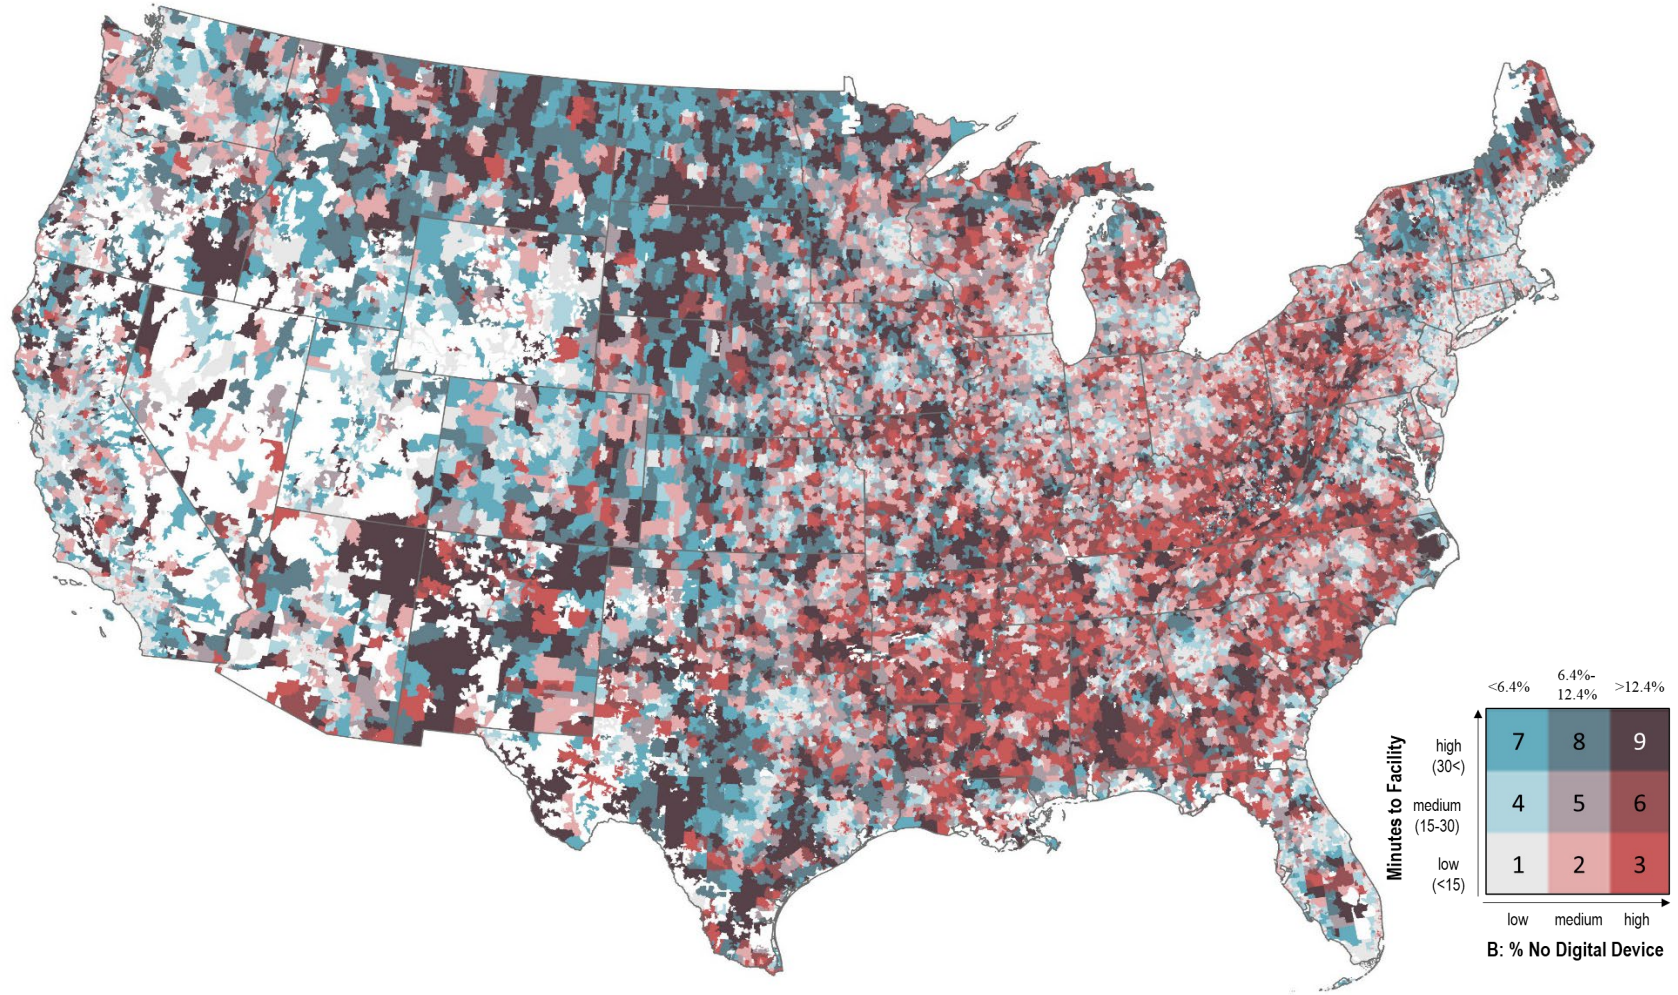 <6.4%
6.4%-
12.4%
>12.4%
Minutes to Facility
high
(30<)
7
8
9
medium
(15-30)
4
5
6
low
(<15)
1
2
3
low
medium
high
B: % No Digital Device